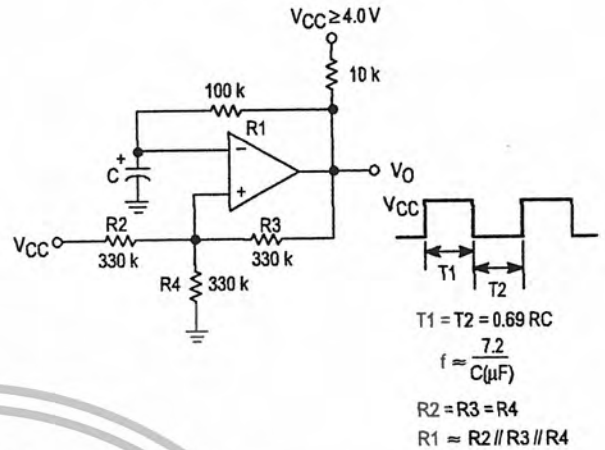 VCC ≥ 4.0 V
10 k
100 k
R1
+
C
−
+
VO
VCC
R2
330 k
R3
330 k
R4
330 k
VCC
T1
T2
T1 = T2 = 0.69 RC
f ≈ 7.2 / C(µF)
R2 = R3 = R4
R1 ≈ R2 // R3 // R4